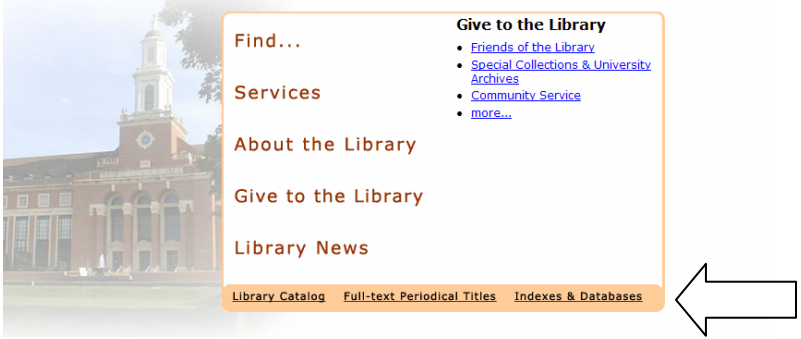 Find...
Services
About the Library
Give to the Library
Library News
Give to the Library
Friends of the Library
Special Collections & University
Archives
Community Service
more...
Library Catalog Full-text Periodical Titles Indexes & Databases